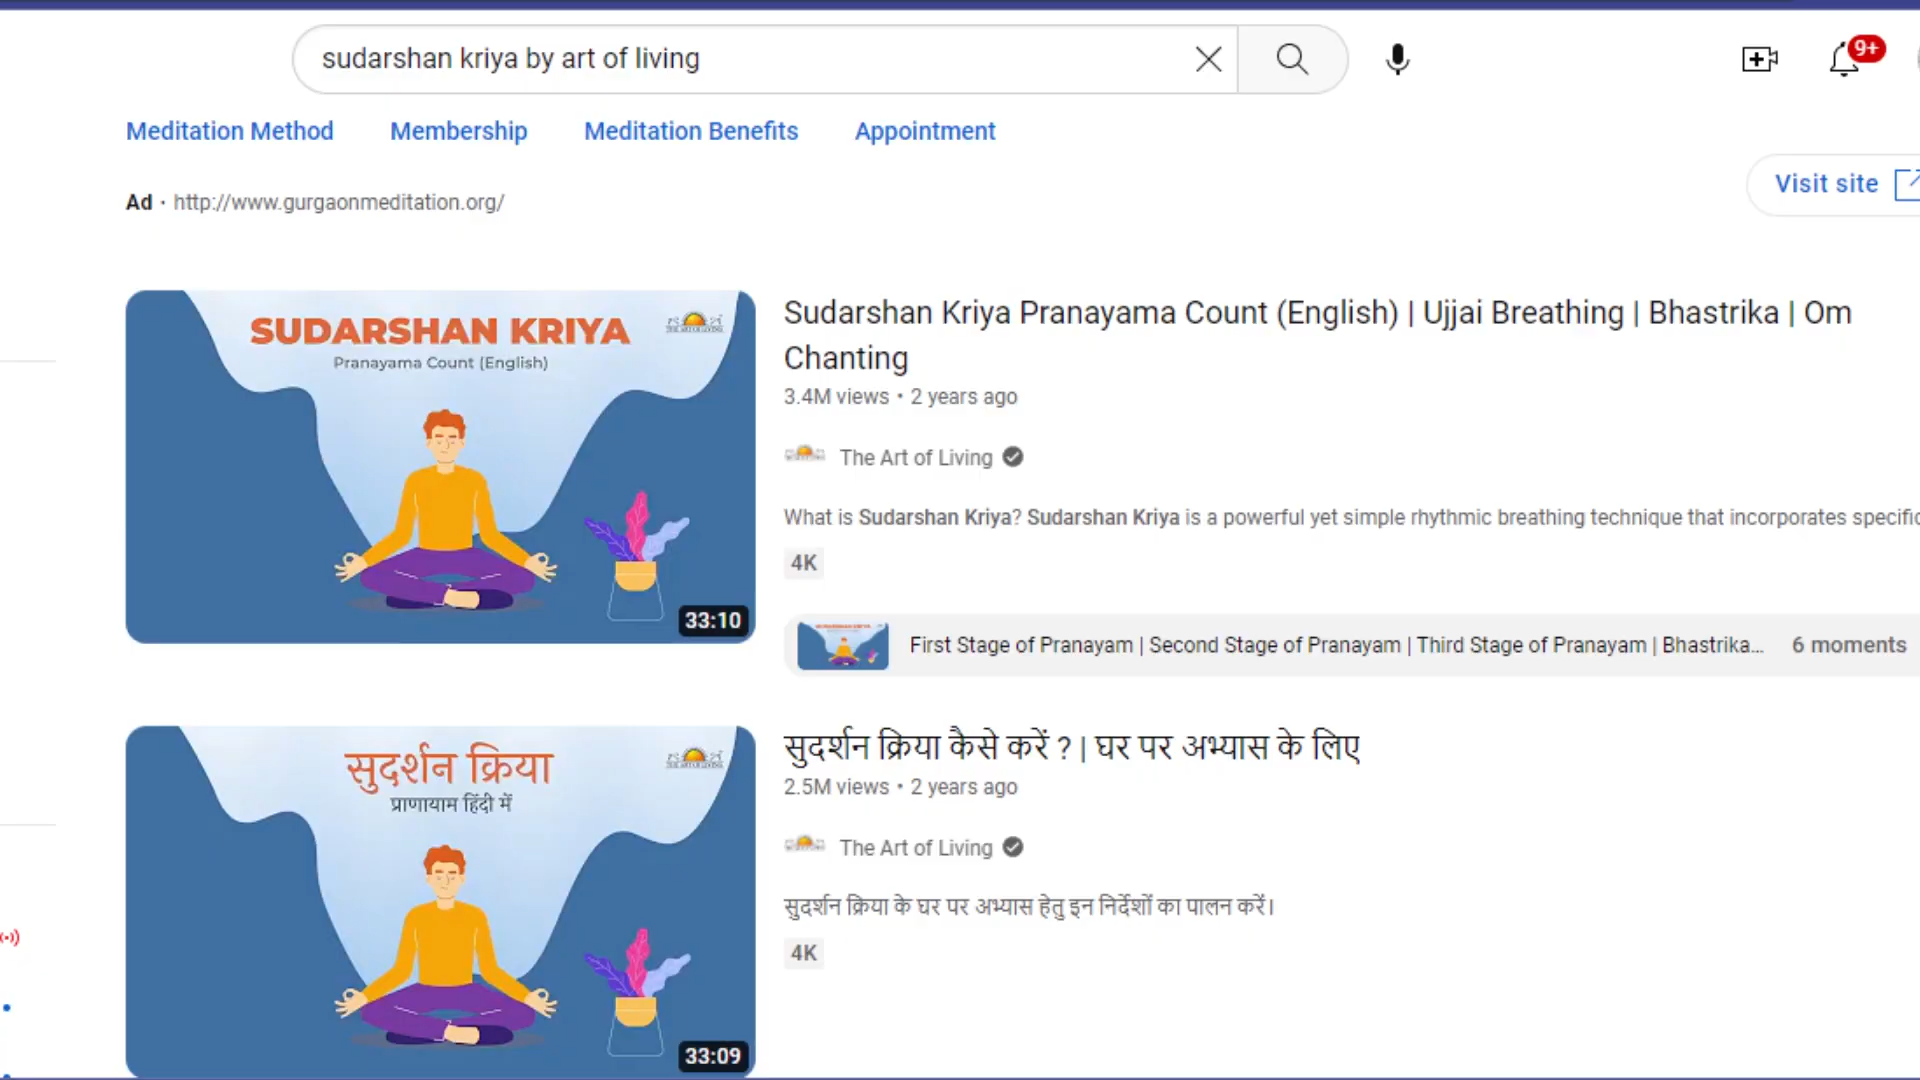 sudarshan kriya by art of living
9+
Meditation Method Membership Meditation Benefits Appointment
Ad · http://www.gurgaonmeditation.org/
Visit site
SUDARSHAN KRIYA
Pranayama Count (English)
33:10
Sudarshan Kriya Pranayama Count (English) | Ujjai Breathing | Bhastrika | Om
Chanting
3.4M views • 2 years ago
The Art of Living
What is Sudarshan Kriya? Sudarshan Kriya is a powerful yet simple rhythmic breathing technique that incorporates specific
4K
First Stage of Pranayam | Second Stage of Pranayam | Third Stage of Pranayam | Bhastrika... 6 moments
सुदर्शन क्रिया
प्राणायाम हिंदी में
33:09
सुदर्शन क्रिया कैसे करें ? | घर पर अभ्यास के लिए
2.5M views • 2 years ago
The Art of Living
सुदर्शन क्रिया के घर पर अभ्यास हेतु इन निर्देशों का पालन करें।
4K